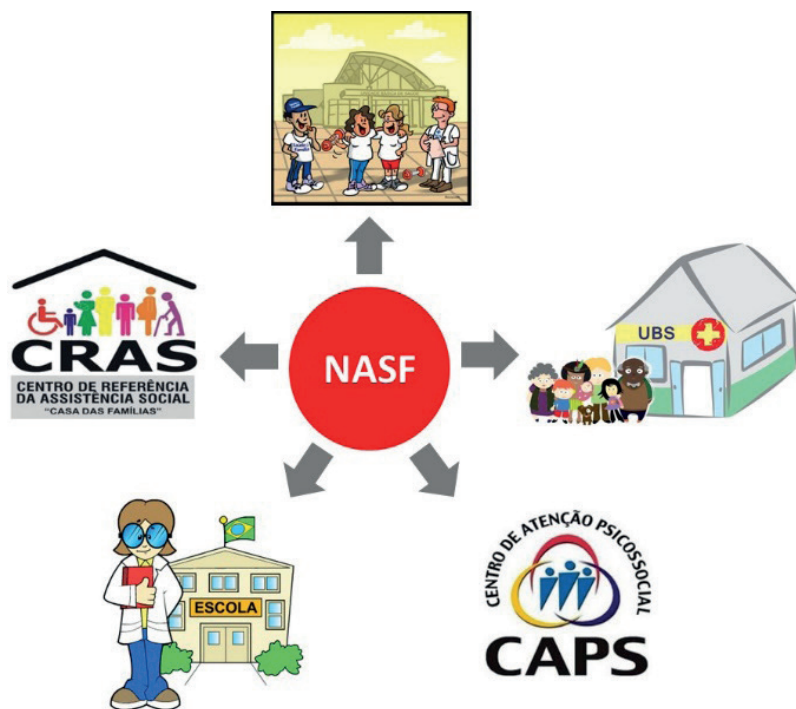 CRAS
CENTRO DE REFERÊNCIA
DA ASSISTÊNCIA SOCIAL
"CASA DAS FAMÍLIAS"
NASF
UBS
ESCOLA
CENTRO DE ATENÇÃO PSICOSSOCIAL
CAPS